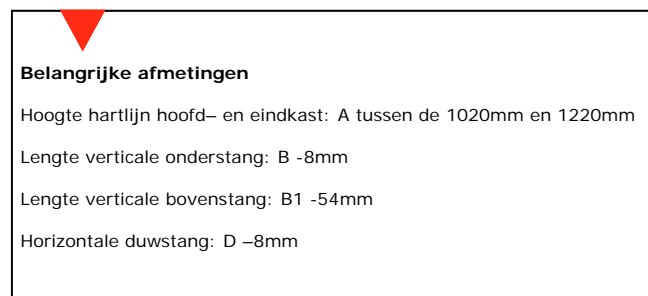 Belangrijke afmetingen
Hoogte hartlijn hoofd– en eindkast: A tussen de 1020mm en 1220mm
Lengte verticale onderstang: B -8mm
Lengte verticale bovenstang: B1 -54mm
Horizontale duwstang: D –8mm